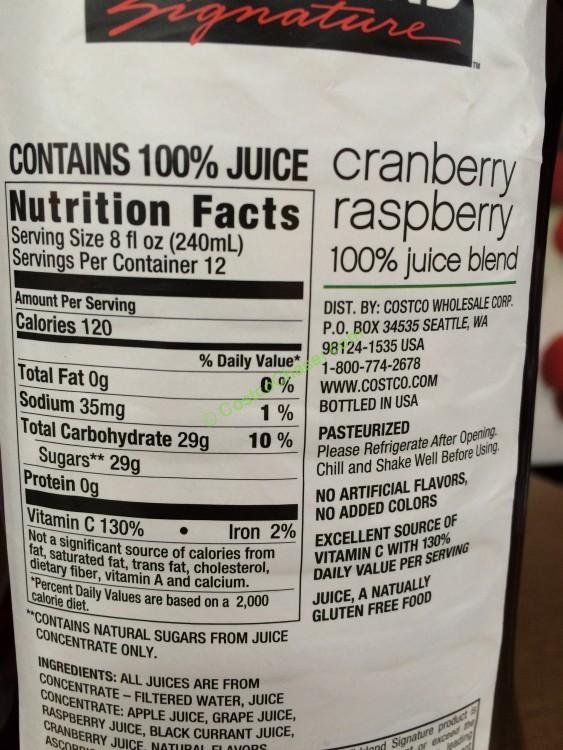 Signature
TM
CONTAINS 100% JUICE
Nutrition Facts
Serving Size 8 fl oz (240mL)
Servings Per Container 12
Amount Per Serving
Calories 120
% Daily Value*
Total Fat 0g 0 %
Sodium 35mg 1 %
Total Carbohydrate 29g 10 %
Sugars** 29g
Protein 0g
Vitamin C 130% • Iron 2%
Not a significant source of calories from
fat, saturated fat, trans fat, cholesterol,
dietary fiber, vitamin A and calcium.
*Percent Daily Values are based on a 2,000
calorie diet.
**CONTAINS NATURAL SUGARS FROM JUICE
CONCENTRATE ONLY.
INGREDIENTS: ALL JUICES ARE FROM
CONCENTRATE – FILTERED WATER, JUICE
CONCENTRATE: APPLE JUICE, GRAPE JUICE,
RASPBERRY JUICE, BLACK CURRANT JUICE,
CRANBERRY JUICE, NATURAL FLAVORS,
cranberry
raspberry
100% juice blend
DIST. BY: COSTCO WHOLESALE CORP.
P.O. BOX 34535 SEATTLE, WA
98124-1535 USA
1-800-774-2678
WWW.COSTCO.COM
BOTTLED IN USA
PASTEURIZED
Please Refrigerate After Opening.
Chill and Shake Well Before Using.
NO ARTIFICIAL FLAVORS,
NO ADDED COLORS
EXCELLENT SOURCE OF
VITAMIN C WITH 130%
DAILY VALUE PER SERVING
JUICE, A NATUALLY
GLUTEN FREE FOOD
Signature product is
or exceed the